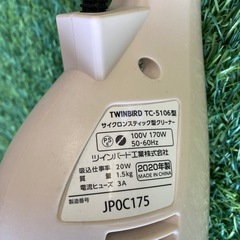 TWINBIRD TC-5106型
サイクロンスティック型クリーナー
PS E
100V 170W
50-60Hz
ツインバード工業株式会社
吸込仕事率 20W
質量 1.5kg
電流ヒューズ 3A
2020年製
製造番号
JP0C175